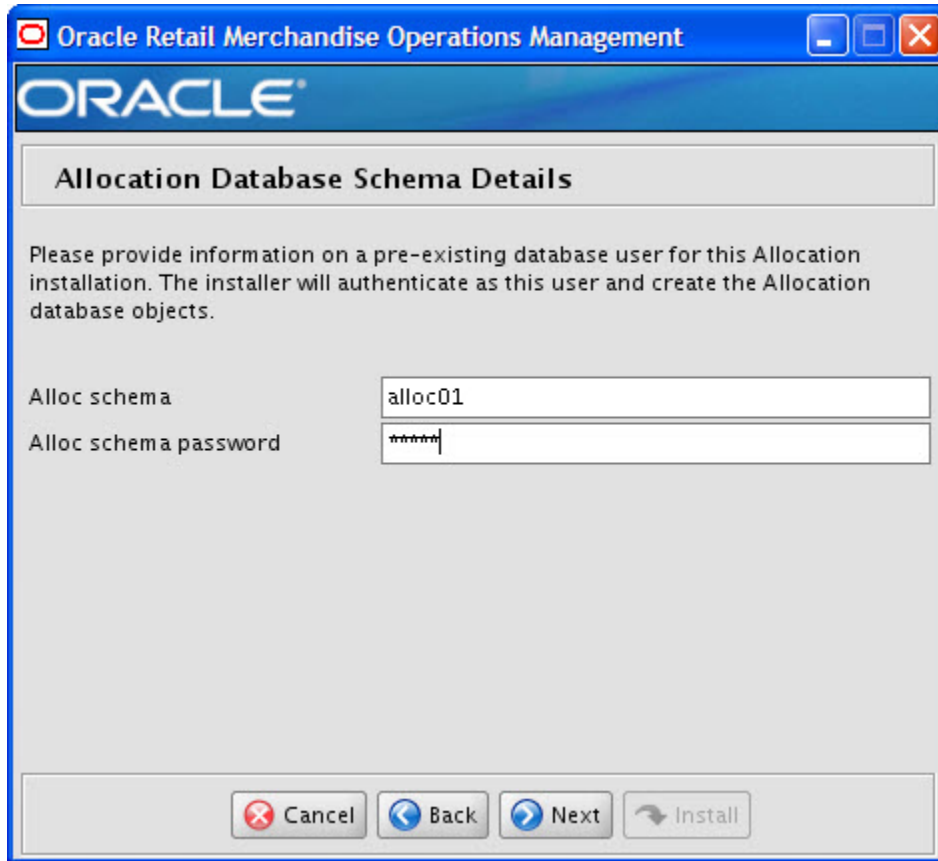 Oracle Retail Merchandise Operations Management
ORACLE®
Allocation Database Schema Details
Please provide information on a pre-existing database user for this Allocation
installation. The installer will authenticate as this user and create the Allocation
database objects.
Alloc schema
alloc01
Alloc schema password
*****
Cancel
Back
Next
Install